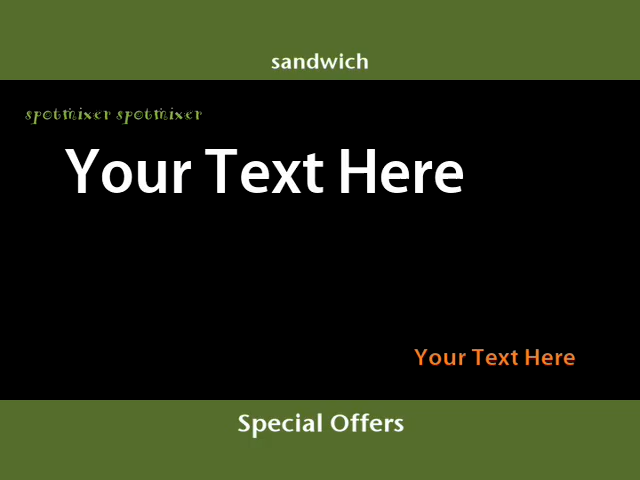 sandwich
spotmixer spotmixer
Your Text Here
Your Text Here
Special Offers